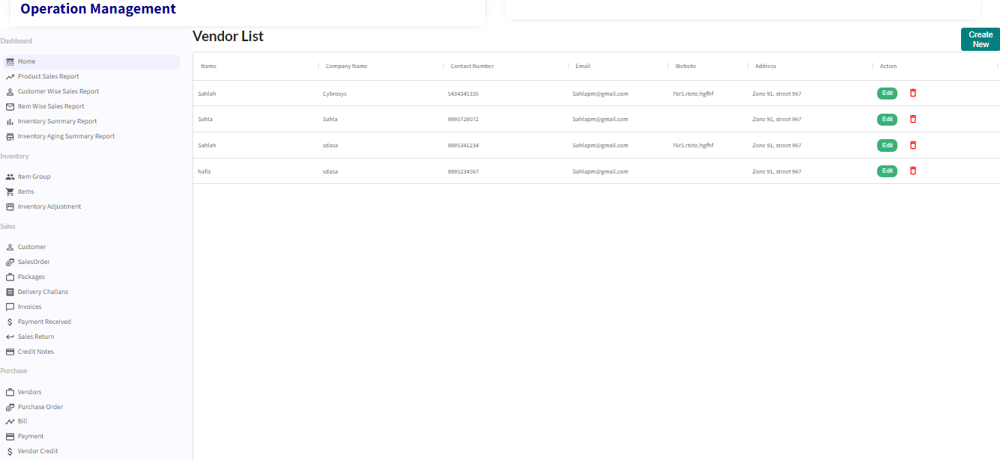 Operation Management
Dashboard
Home
Product Sales Report
Customer Wise Sales Report
Item Wise Sales Report
Inventory Summary Report
Inventory Aging Summary Report
Inventory
Item Group
Items
Inventory Adjustment
Sales
Customer
SalesOrder
Packages
Delivery Challans
Invoices
Payment Received
Sales Return
Credit Notes
Purchase
Vendors
Purchase Order
Bill
Payment
Vendor Credit
Vendor List
Create
New
Name Company Name Contact Number Email Website Address Action
Sahlah Cybrosys 5434345335 Sahlapm@gmail.com 76r5.rtete.hgfhf Zone 91, street 967 Edit
Sahla Sahla 9895728072 Sahlapm@gmail.com Zone 91, street 967 Edit
Sahlah sdasa 9895341234 Sahlapm@gmail.com 76r5.rtete.hgfhf Zone 91, street 967 Edit
hafiz sdasa 9895234567 Sahlapm@gmail.com Zone 91, street 967 Edit